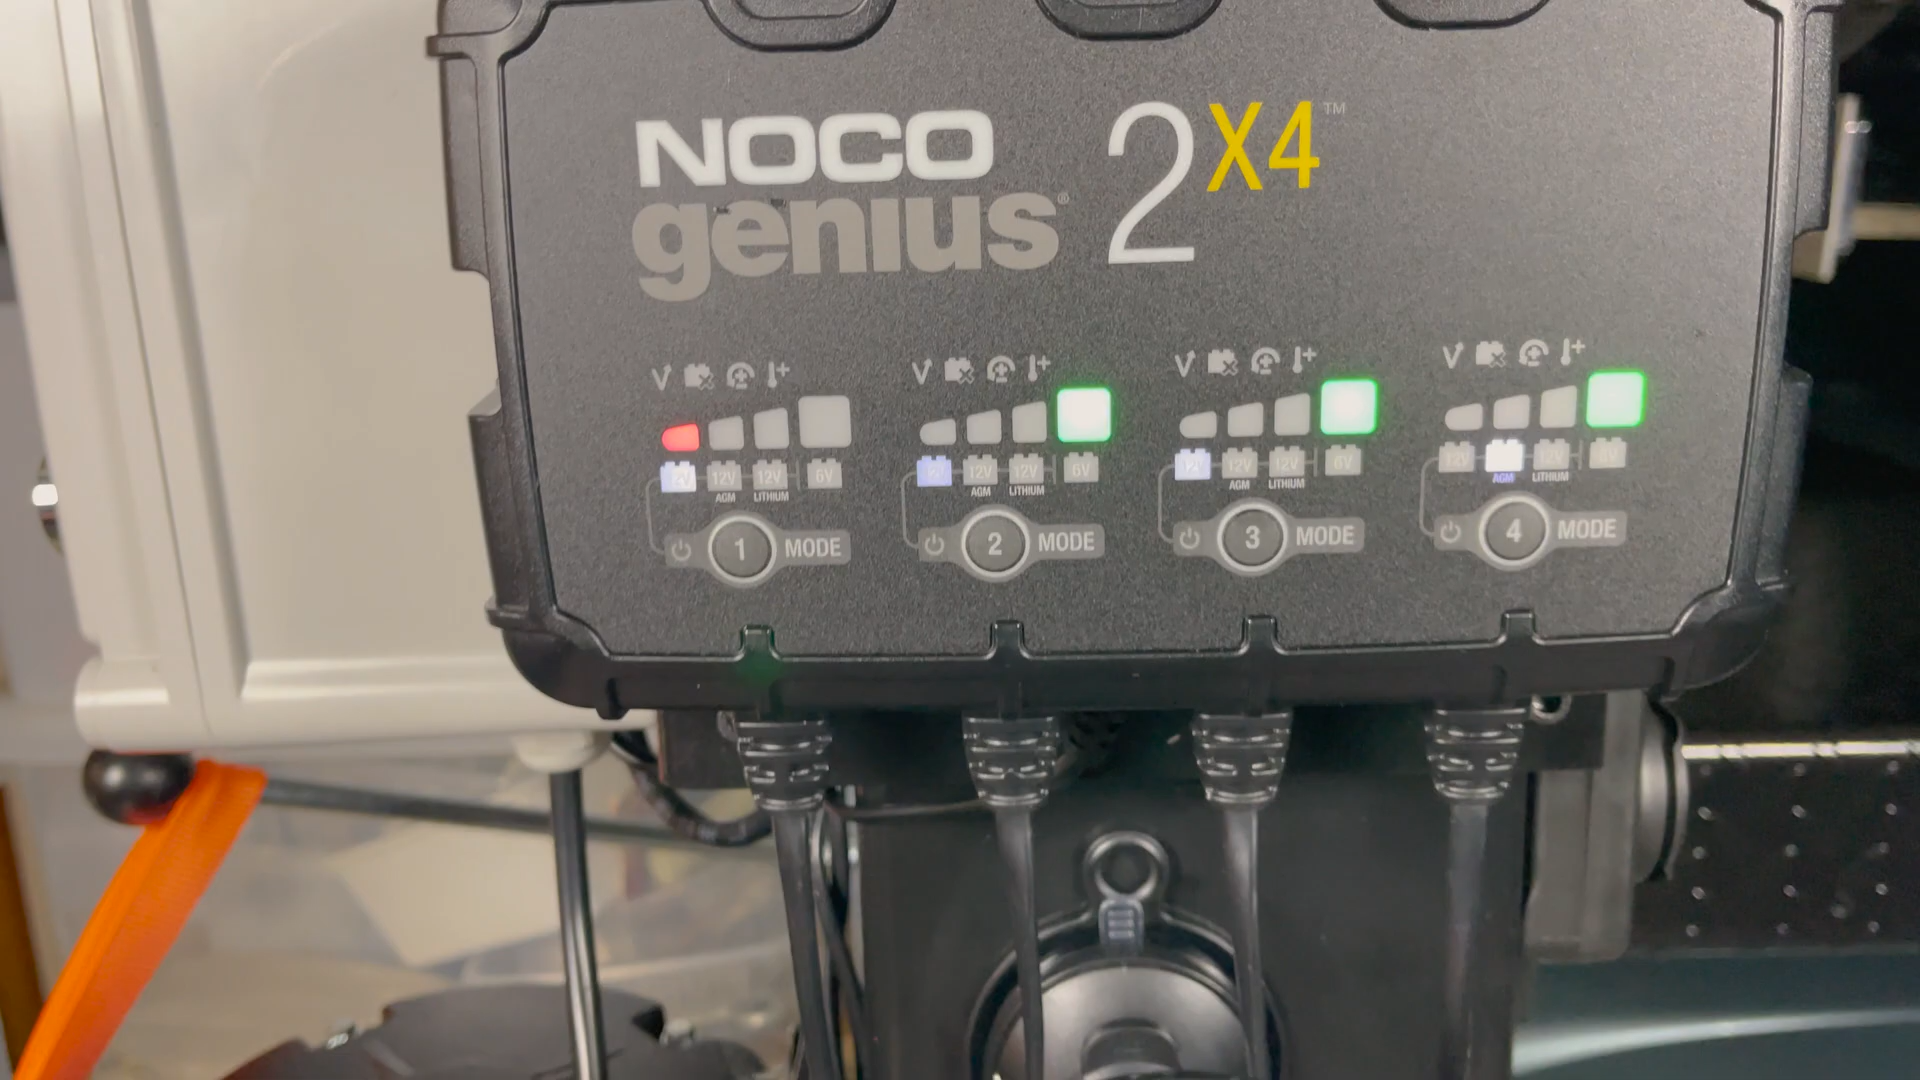 NOCO
genius®
2X4™
12V 12V 12V 6V
AGM LITHIUM
1 MODE
12V 12V 12V 6V
AGM LITHIUM
2 MODE
12V 12V 12V 6V
AGM LITHIUM
3 MODE
12V 12V 6V
AGM LITHIUM
4 MODE